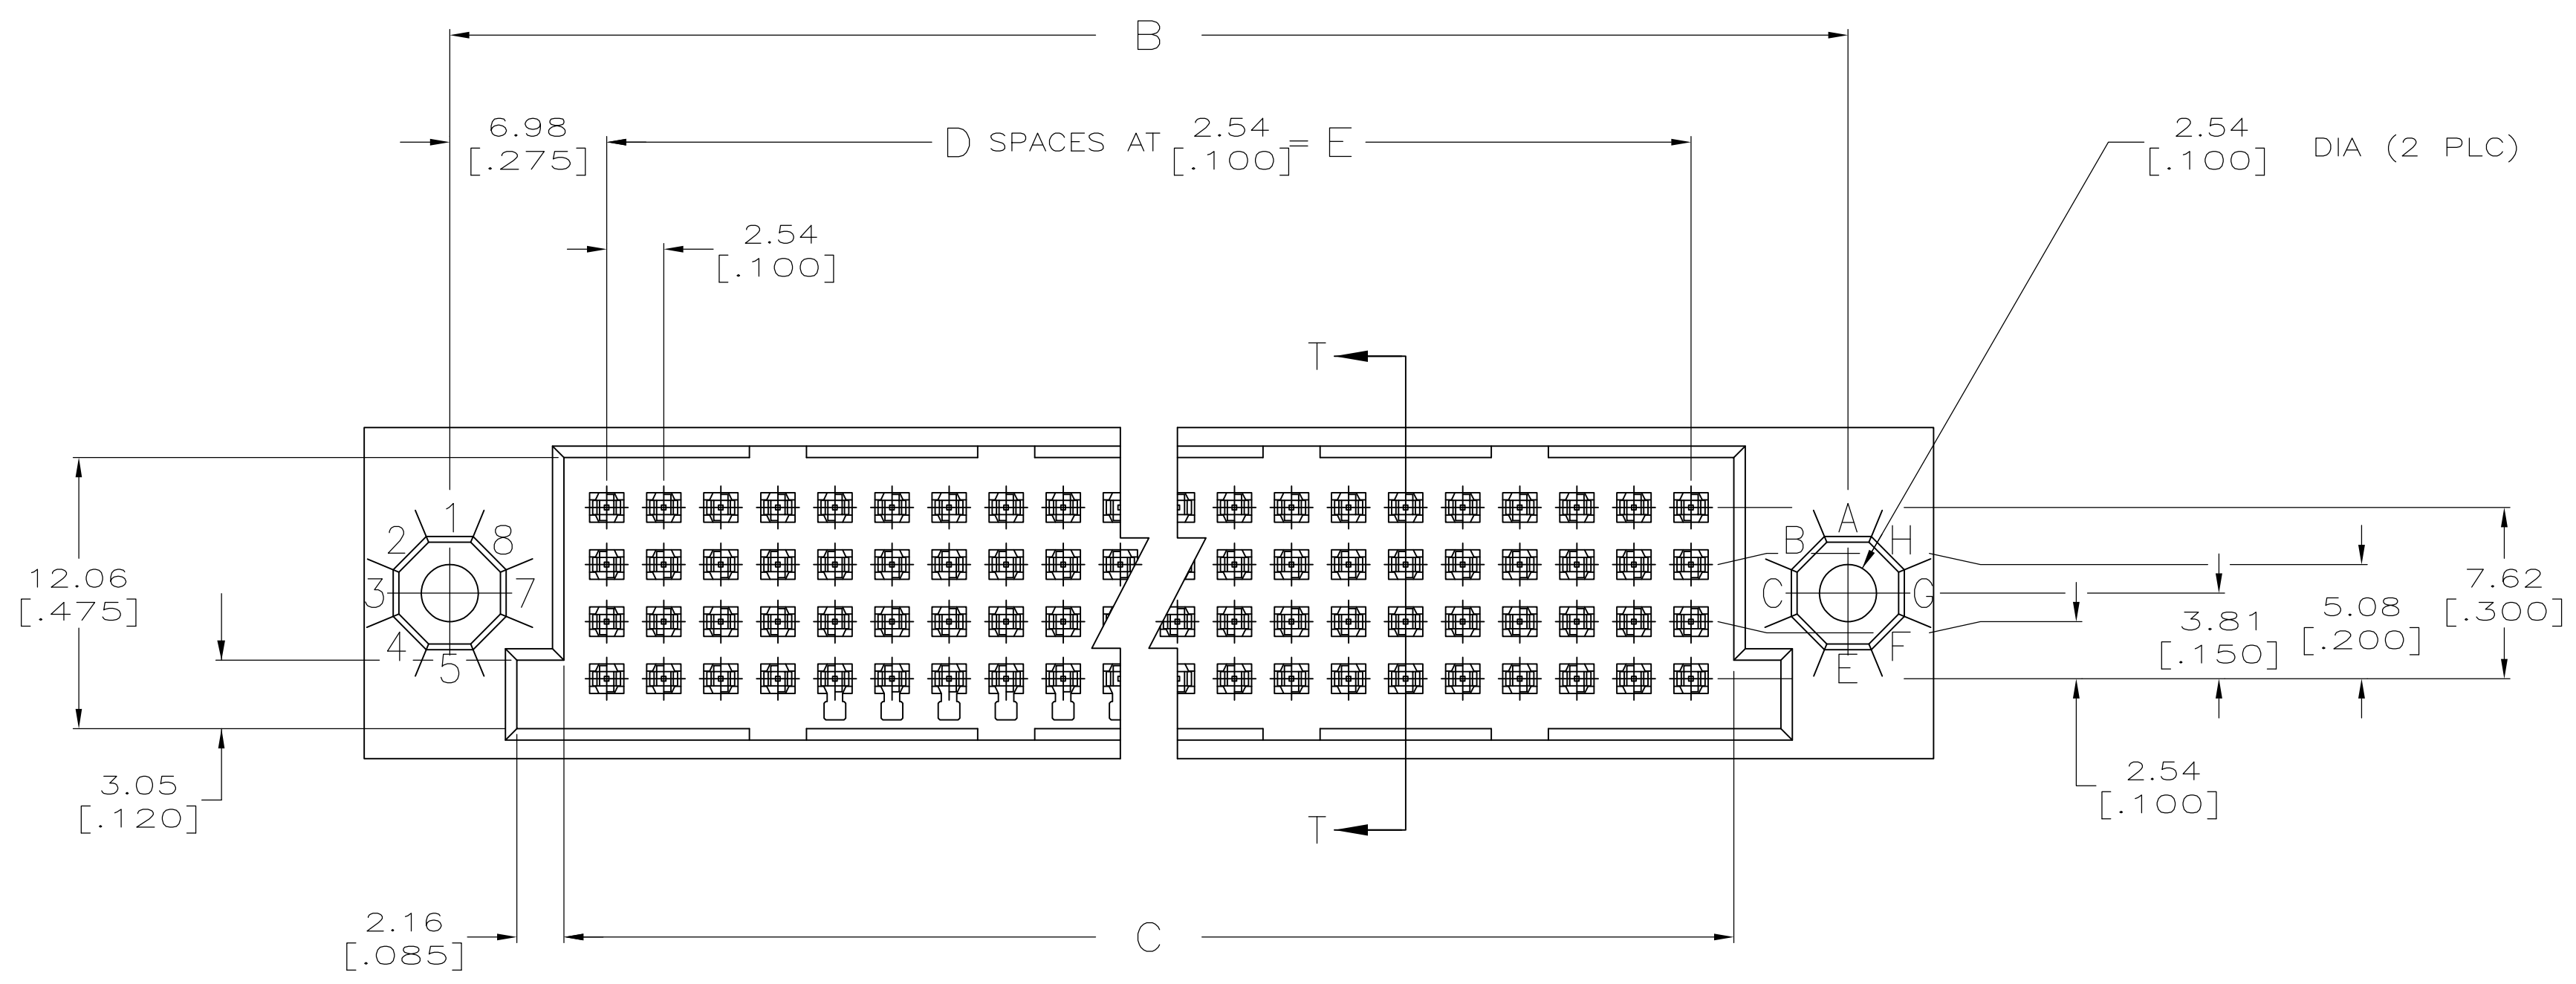 B
6.98
[.275]
D SPACES AT 2.54 = E
[.100]
2.54 DIA (2 PLC)
[.100]
2.54
[.100]
T
1
2 8
3 7
4
5
A
B H
C G
F
E
12.06
[.475]
7.62
[.300]
5.08
[.200]
3.81
[.150]
3.05
[.120]
2.54
[.100]
T
2.16
[.085]
C